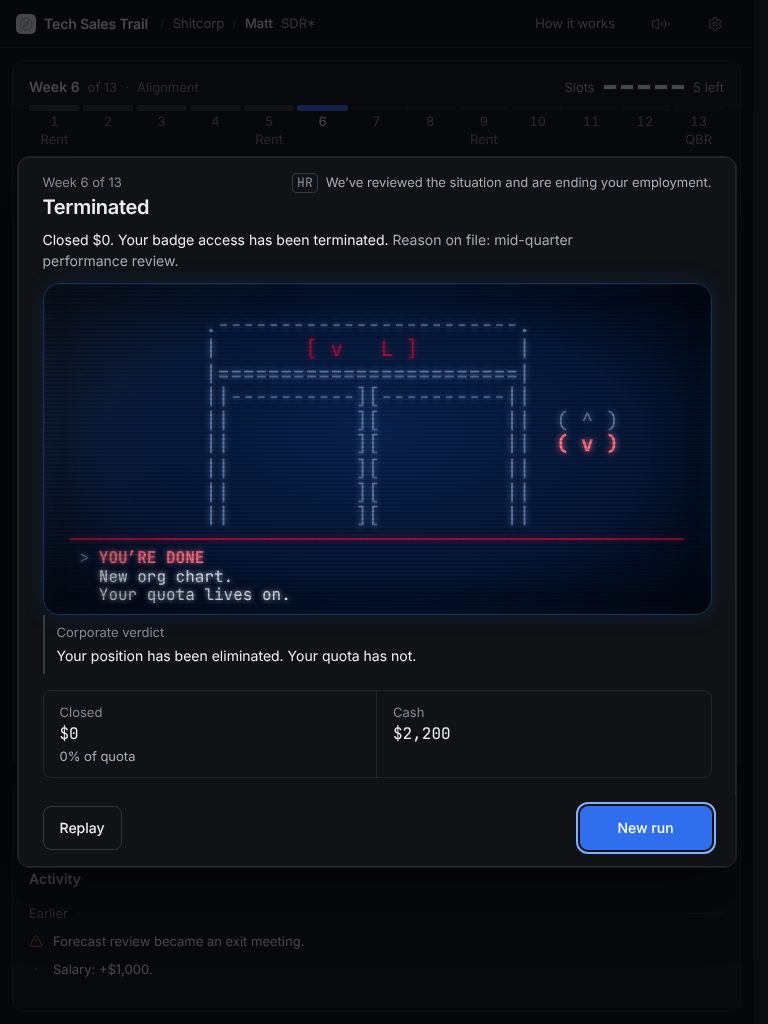 Tech Sales Trail / Shitcorp / Matt SDR* How it works
Week 6 of 13 · Alignment Slots 5 left
1 2 3 4 5 6 7 8 9 10 11 12 13
Rent Rent Rent QBR
Week 6 of 13 HR We've reviewed the situation and are ending your employment.
Terminated
Closed $0. Your badge access has been terminated. Reason on file: mid-quarter
performance review.
.------------------------.
| [ v L ] |
|========================|
||----------][----------||
|| ][ || ( ^ )
|| ][ || ( v )
|| ][ ||
|| ][ ||
|| ][ ||
> YOU'RE DONE
New org chart.
Your quota lives on.
Corporate verdict
Your position has been eliminated. Your quota has not.
Closed Cash
$0 $2,200
0% of quota
Replay New run
Activity
Earlier
Forecast review became an exit meeting.
· Salary: +$1,000.